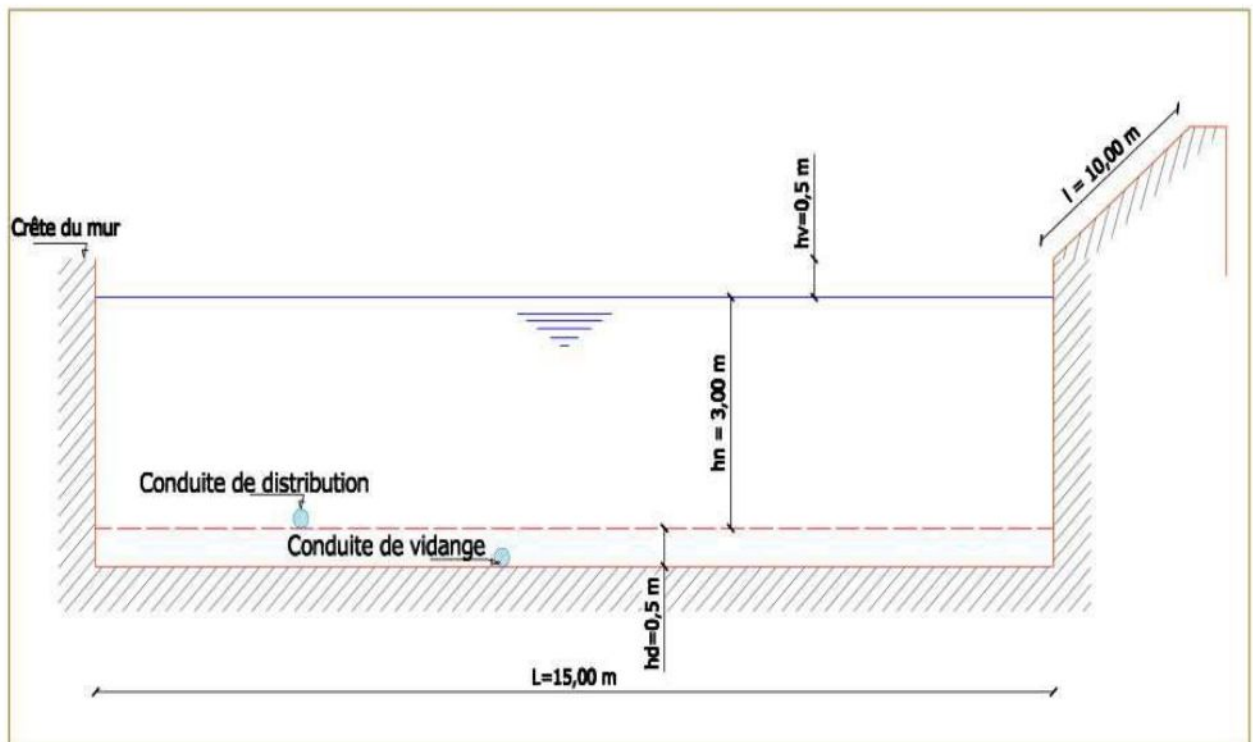 l = 10,00 m
hv=0,5 m
Crête du mur
hn = 3,00 m
Conduite de distribution
Conduite de vidange
hd=0,5 m
L=15,00 m